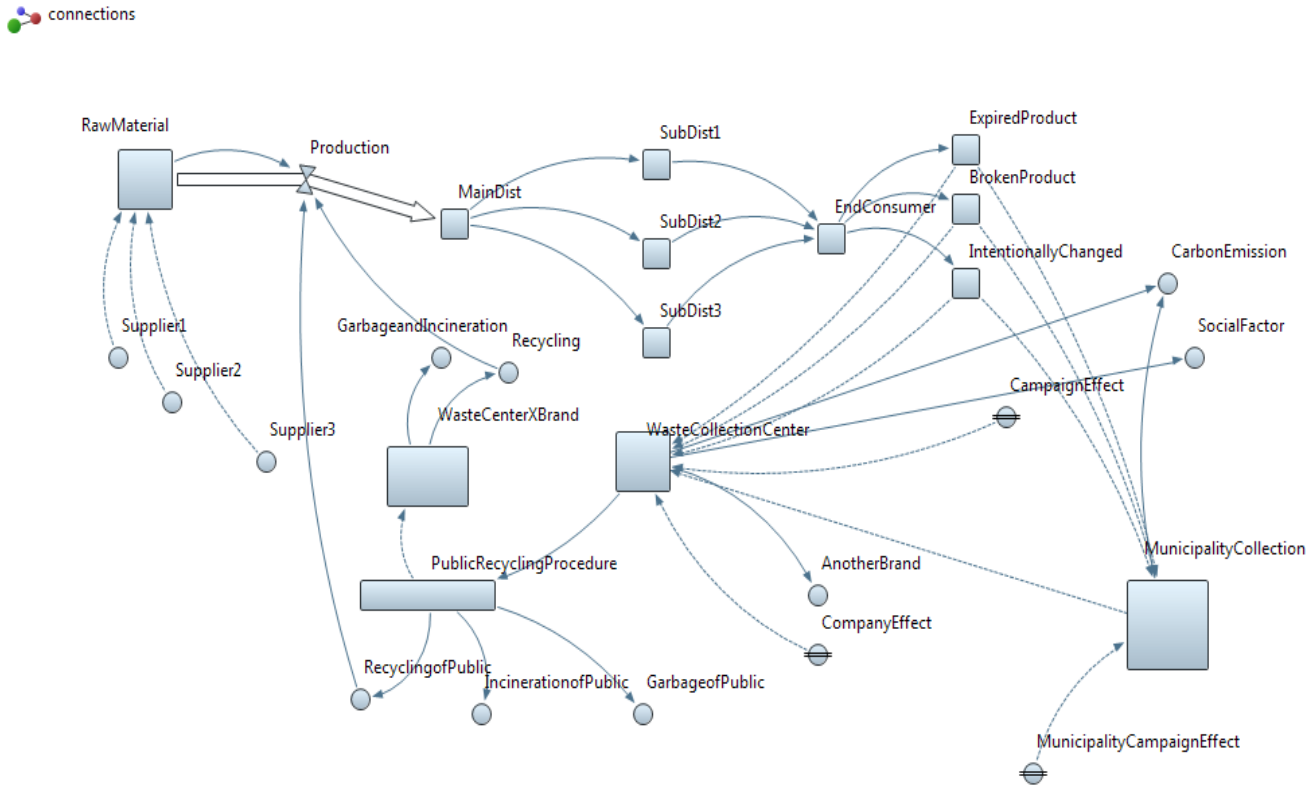 connections
ExpiredProduct
RawMaterial
SubDist1
Production
BrokenProduct
MainDist
EndConsumer
SubDist2
IntentionallyChanged
CarbonEmission
SubDist3
Supplier1
GarbageandIncineration
SocialFactor
Recycling
Supplier2
CampaignEffect
WasteCenterXBrand
Supplier3
WasteCollectionCenter
MunicipalityCollection
PublicRecyclingProcedure
AnotherBrand
CompanyEffect
RecyclingofPublic
IncinerationofPublic
GarbageofPublic
MunicipalityCampaignEffect